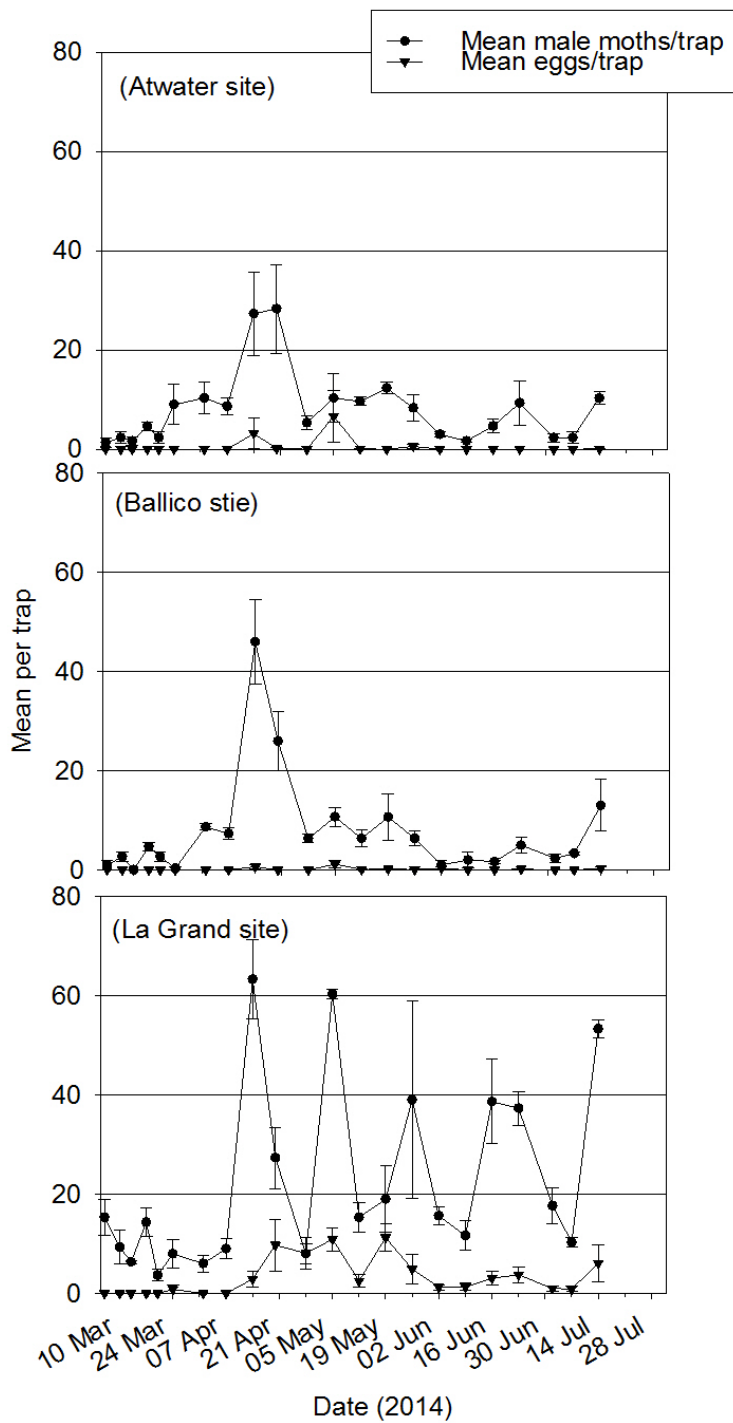 Mean male moths/trap
Mean eggs/trap
80
(Atwater site)
60
40
20
0
80
(Ballico stie)
60
40
20
0
Mean per trap
80
(La Grand site)
60
40
20
0
10 Mar
24 Mar
07 Apr
21 Apr
05 May
19 May
02 Jun
16 Jun
30 Jun
14 Jul
28 Jul
Date (2014)